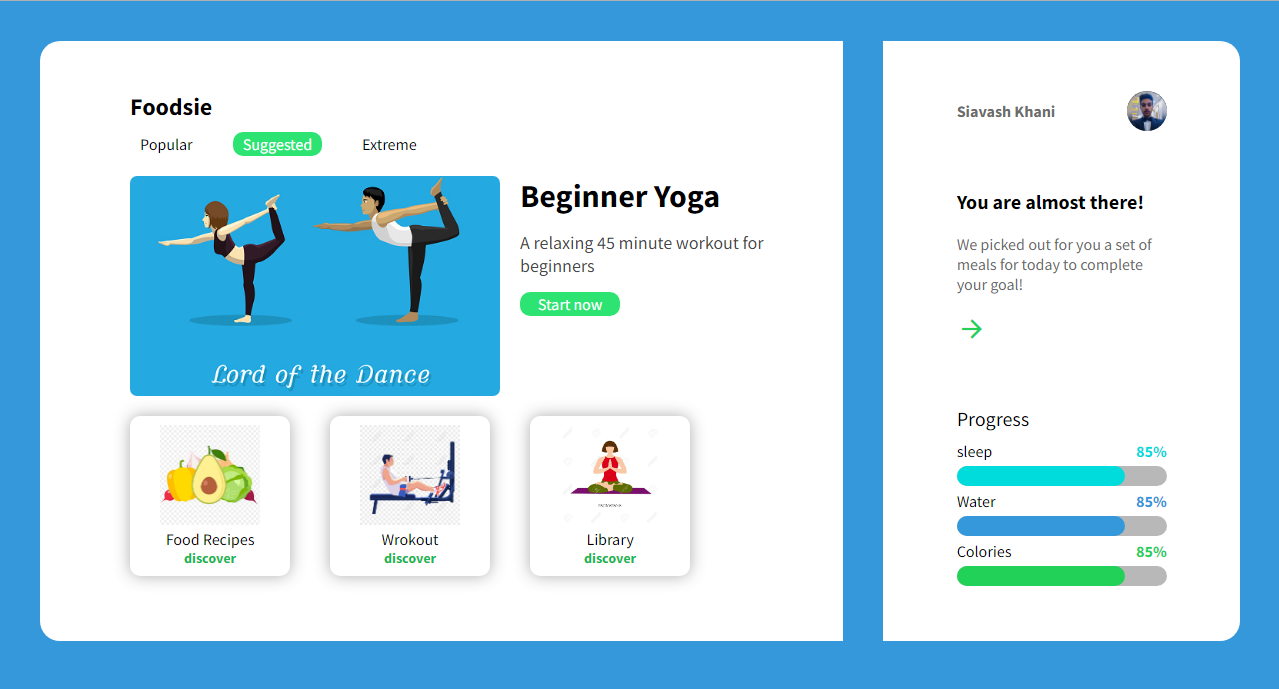 Foodsie
Popular
Suggested
Extreme
Beginner Yoga
A relaxing 45 minute workout for
beginners
Start now
Lord of the Dance
Food Recipes
discover
Wrokout
discover
Library
discover
Siavash Khani
You are almost there!
We picked out for you a set of
meals for today to complete
your goal!
Progress
sleep 85%
Water 85%
Colories 85%